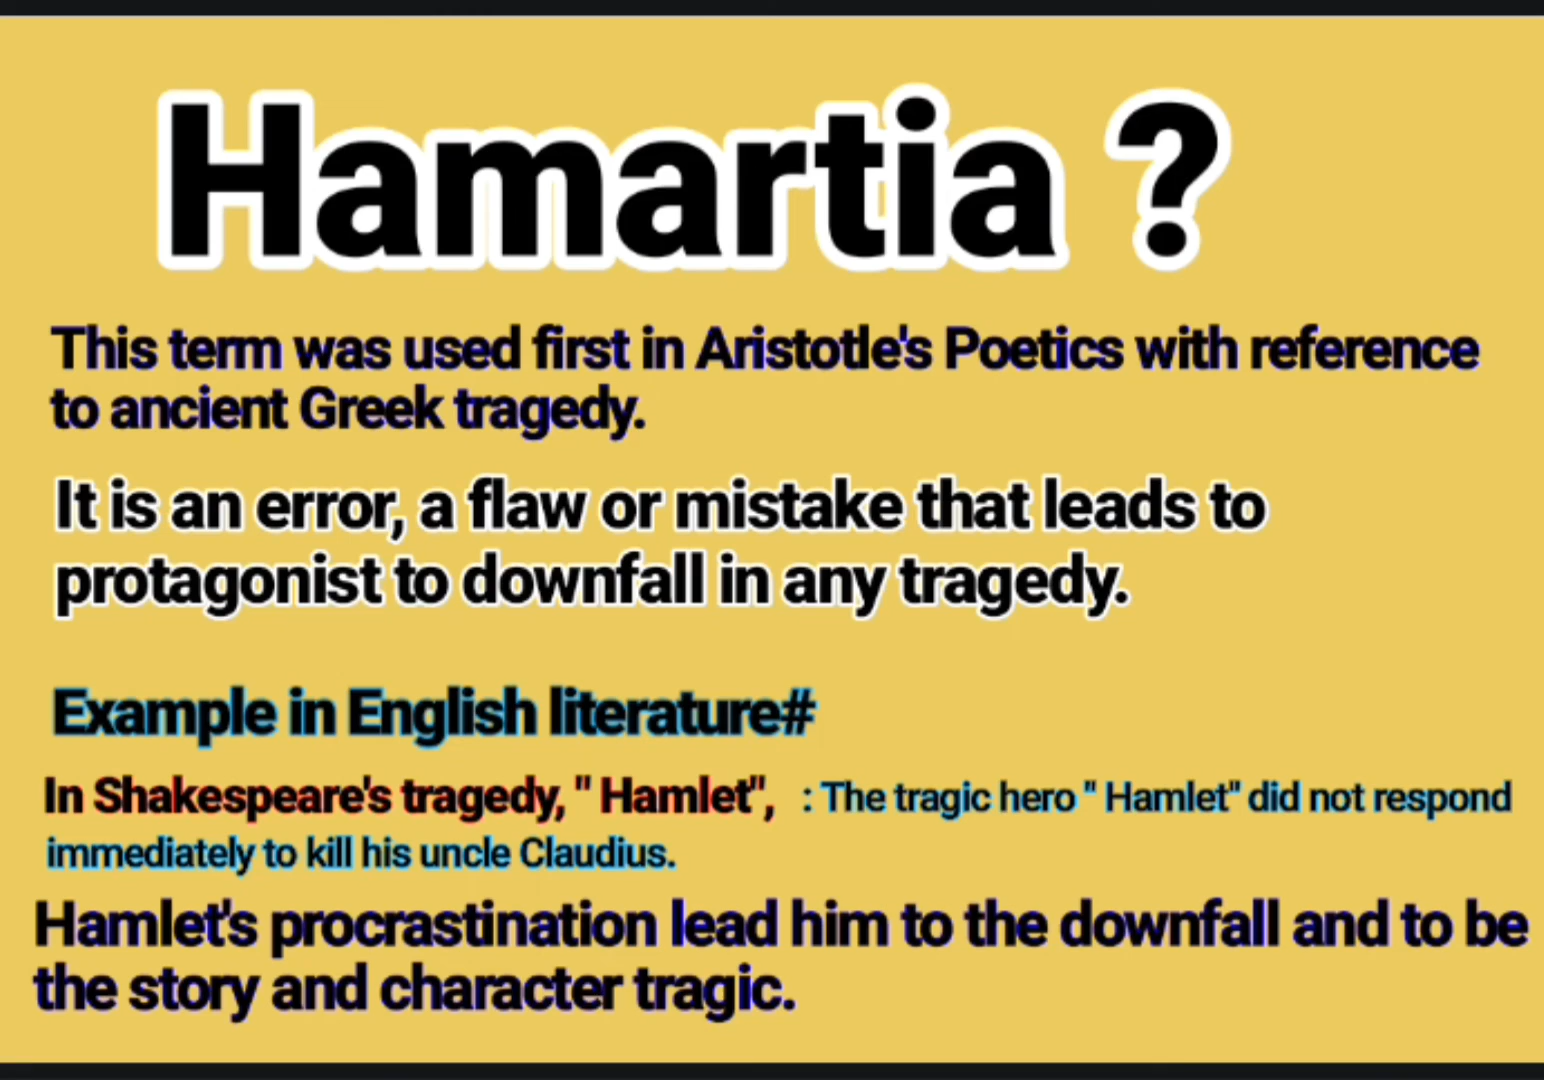 Hamartia ?
This term was used first in Aristotle's Poetics with reference
to ancient Greek tragedy.
It is an error, a flaw or mistake that leads to
protagonist to downfall in any tragedy.
Example in English literature#
In Shakespeare's tragedy, " Hamlet", : The tragic hero " Hamlet" did not respond
immediately to kill his uncle Claudius.
Hamlet's procrastination lead him to the downfall and to be
the story and character tragic.